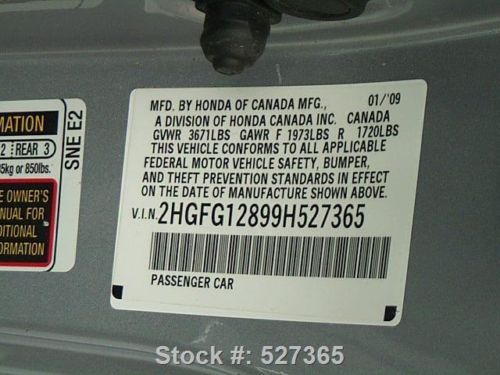 MATION
2 REAR 3
kg or 850lbs.
E OWNER'S
NUAL FOR
DITIONAL
ORMATION
SNE E2
MFD. BY HONDA OF CANADA MFG., 01/'09
A DIVISION OF HONDA CANADA INC. CANADA
GVWR 3671LBS GAWR F 1973LBS R 1720LBS
THIS VEHICLE CONFORMS TO ALL APPLICABLE
FEDERAL MOTOR VEHICLE SAFETY, BUMPER,
AND THEFT PREVENTION STANDARDS IN EFFECT
ON THE DATE OF MANUFACTURE SHOWN ABOVE.
V.I.N. 2HGFG12899H527365
PASSENGER CAR
Stock #: 527365